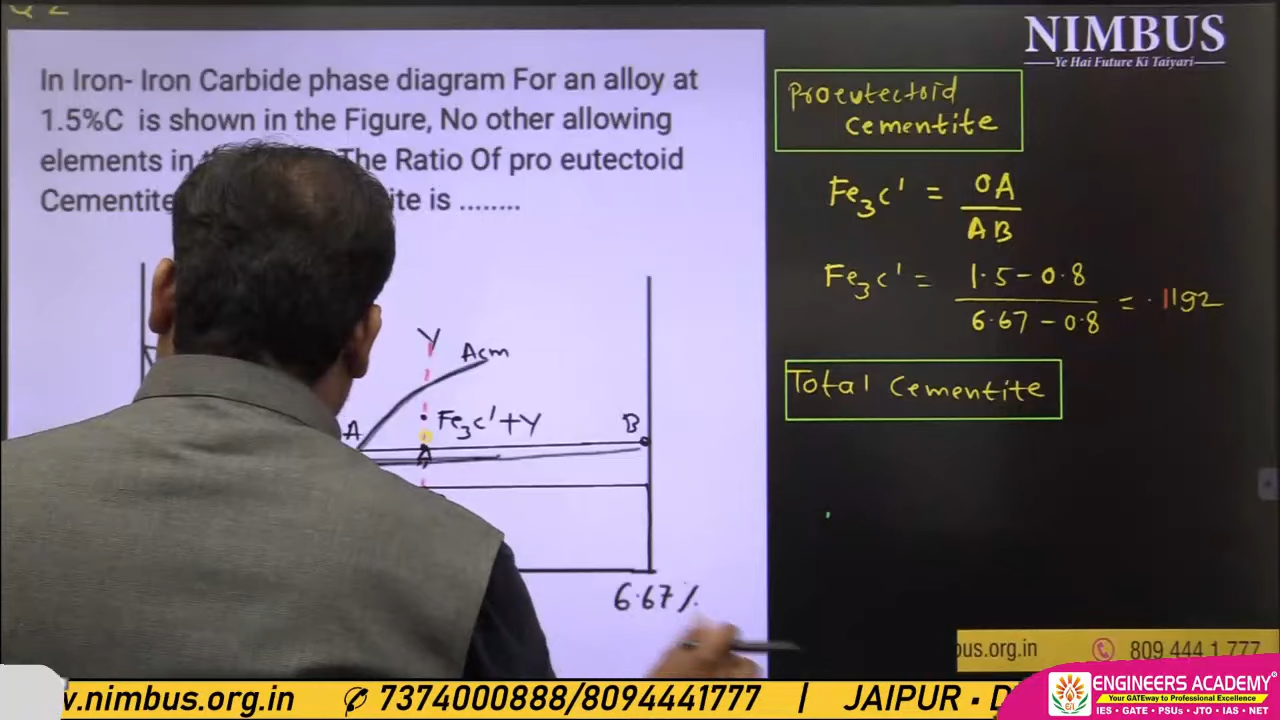 Q 2
NIMBUS
Ye Hai Future Ki Taiyari
In Iron- Iron Carbide phase diagram For an alloy at
1.5%C is shown in the Figure, No other allowing
elements in The Ratio Of pro eutectoid
Cementite is ........
Proeutectoid
cementite
Fe3c' = OA
AB
Fe3c' = 1.5-0.8
6.67-0.8
= .1192
Total Cementite
Y
Acm
Fe3c'+γ
A
B
6.67%
bus.org.in 809 444 1 777
w.nimbus.org.in 7374000888/8094441777 | JAIPUR
ENGINEERS ACADEMY
Your GATEway to Professional Excellence
IES • GATE • PSUs • JTO • IAS • NET